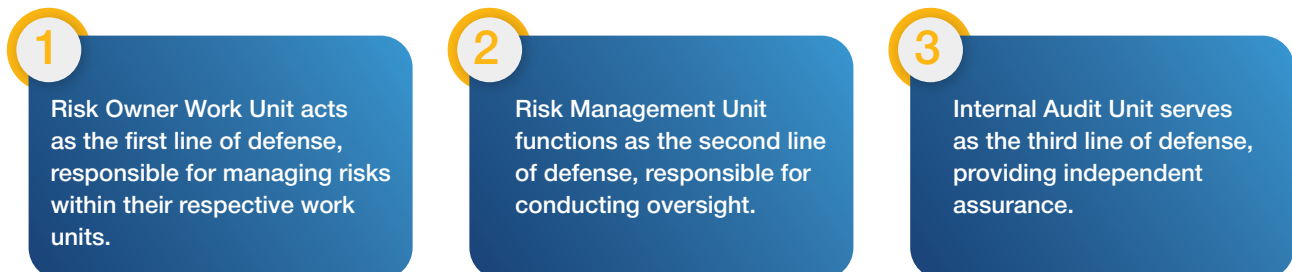 1
Risk Owner Work Unit acts
as the first line of defense,
responsible for managing risks
within their respective work
units.
2
Risk Management Unit
functions as the second line
of defense, responsible for
conducting oversight.
3
Internal Audit Unit serves
as the third line of defense,
providing independent
assurance.